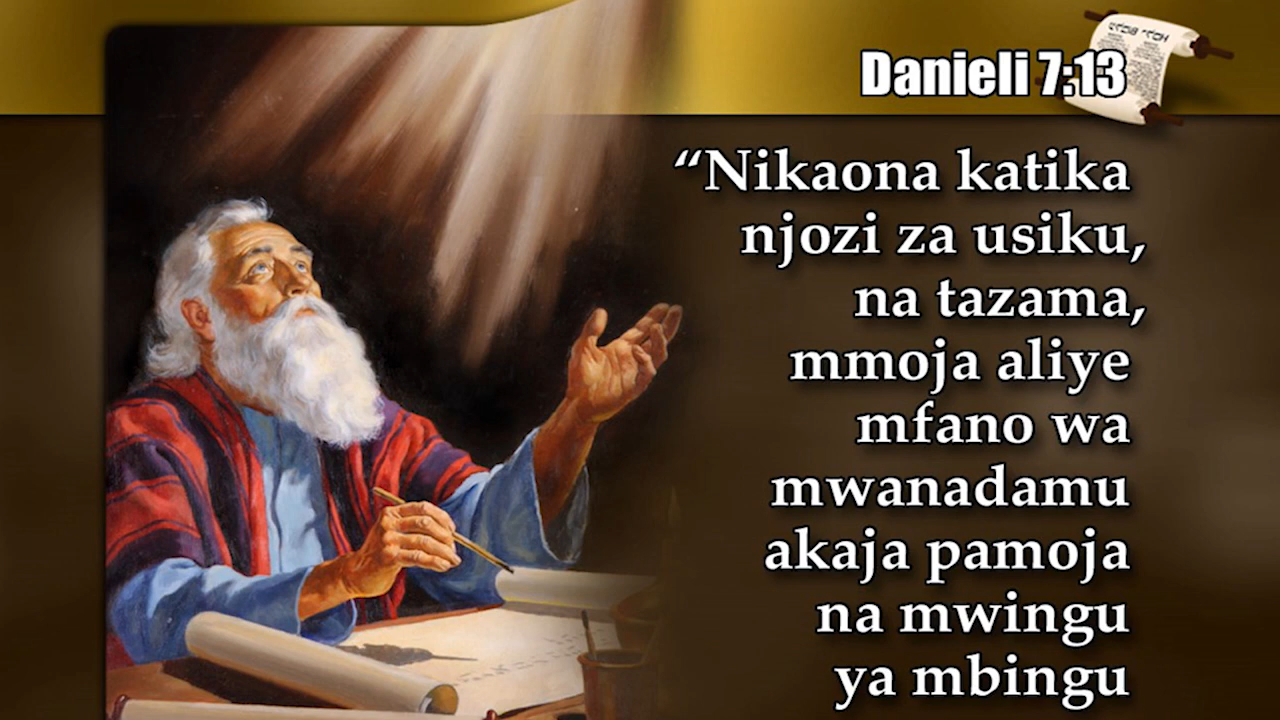 Danieli 7:13
“Nikaona katika
njozi za usiku,
na tazama,
mmoja aliye
mfano wa
mwanadamu
akaja pamoja
na mwingu
ya mbingu